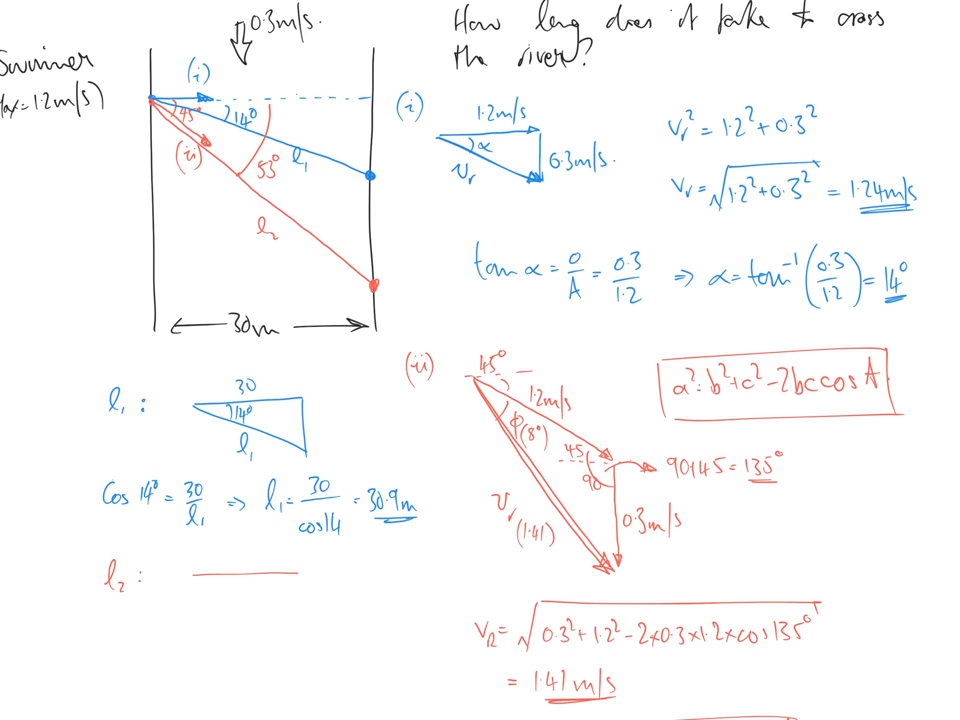 How long does it take to cross
the river?
Swimmer
Max = 1.2m/s)
0.3m/s.
(i)
45°
14°
(ii)
53°
l₁
l₂
30m
(i)
1.2m/s
α
0.3m/s.
Vr
Vr² = 1.2² + 0.3²
Vr = √1.2² + 0.3² = 1.24m/s
tan α = O/A = 0.3/1.2 ⇒ α = tan⁻¹ (0.3/1.2) = 14°
l₁ :
30
14°
l₁
Cos 14° = 30/l₁ ⇒ l₁ = 30/cos14 = 30.9m
l₂ :
(ii)
45°
1.2m/s
ϕ(8°)
45
90
90+45 = 135°
Vr
(1.41)
0.3m/s
a² = b² + c² - 2bc cos A
VR = √0.3² + 1.2² - 2×0.3×1.2×cos 135°
= 1.41 m/s